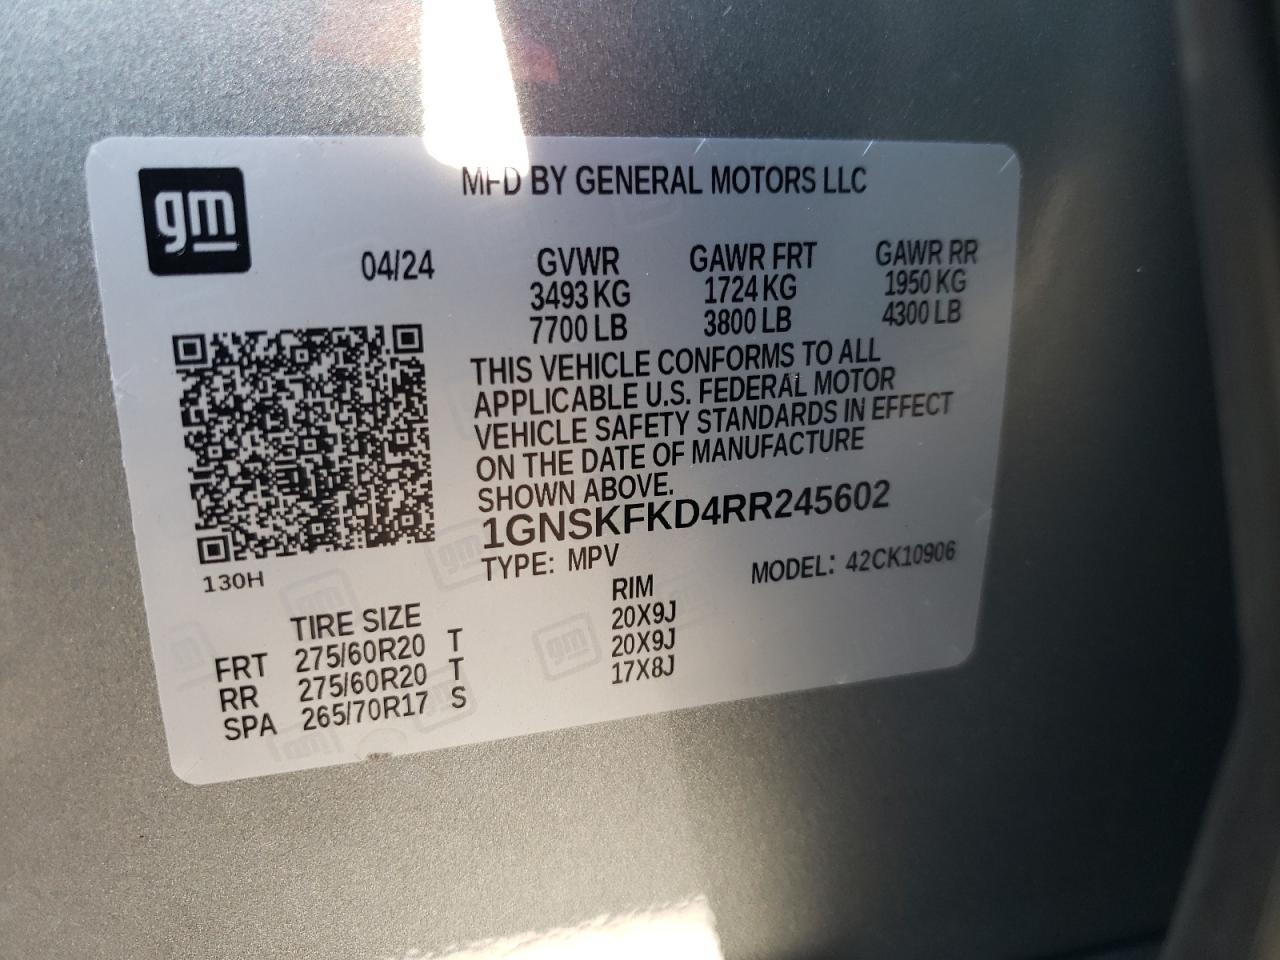 gm
MFD BY GENERAL MOTORS LLC
04/24
GVWR GAWR FRT GAWR RR
3493 KG 1724 KG 1950 KG
7700 LB 3800 LB 4300 LB
THIS VEHICLE CONFORMS TO ALL
APPLICABLE U.S. FEDERAL MOTOR
VEHICLE SAFETY STANDARDS IN EFFECT
ON THE DATE OF MANUFACTURE
SHOWN ABOVE.
1GNSKFKD4RR245602
TYPE: MPV MODEL: 42CK10906
130H
TIRE SIZE RIM
FRT 275/60R20 T 20X9J
RR 275/60R20 T 20X9J
SPA 265/70R17 S 17X8J